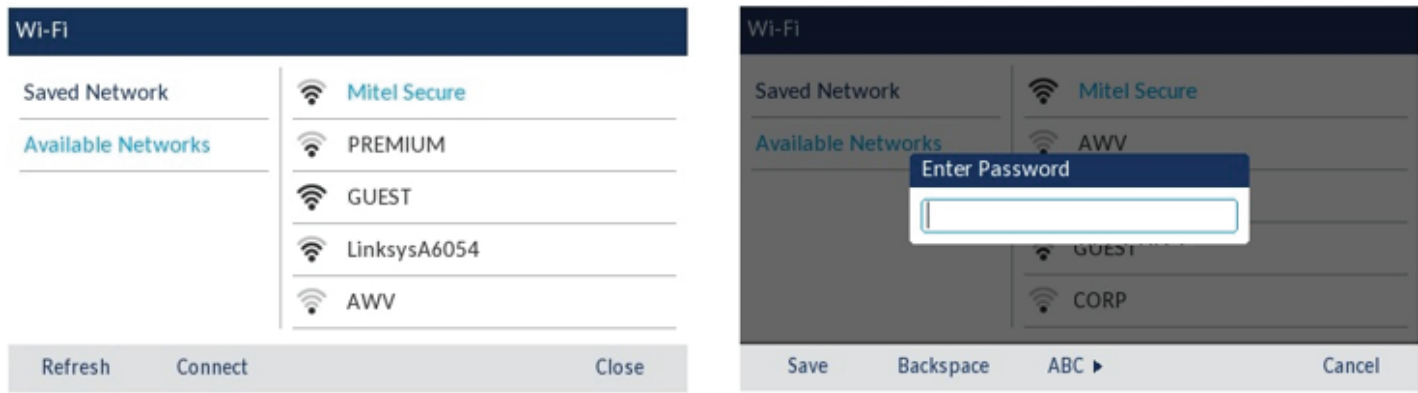 Wi-Fi
Saved Network
Available Networks
Mitel Secure
PREMIUM
GUEST
LinksysA6054
AWV
Refresh Connect Close
Wi-Fi
Saved Network
Available Networks
Mitel Secure
AWV
Enter Password
GUEST
CORP
Save Backspace ABC ▶ Cancel